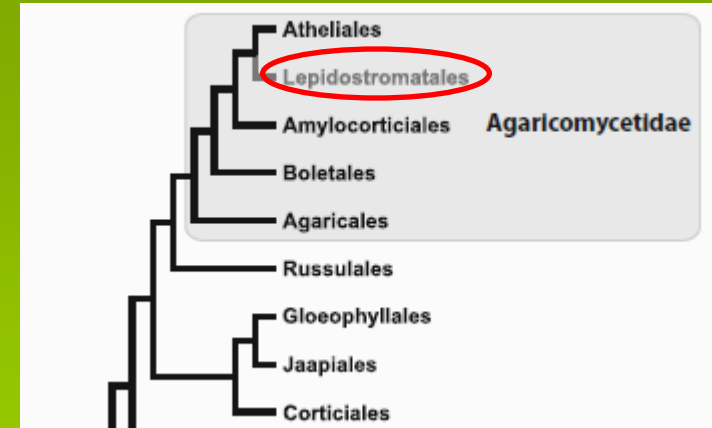 Atheliales
Lepidostromatales
Amylocorticiales Agaricomycetidae
Boletales
Agaricales
Russulales
Gloeophyllales
Jaapiales
Corticiales